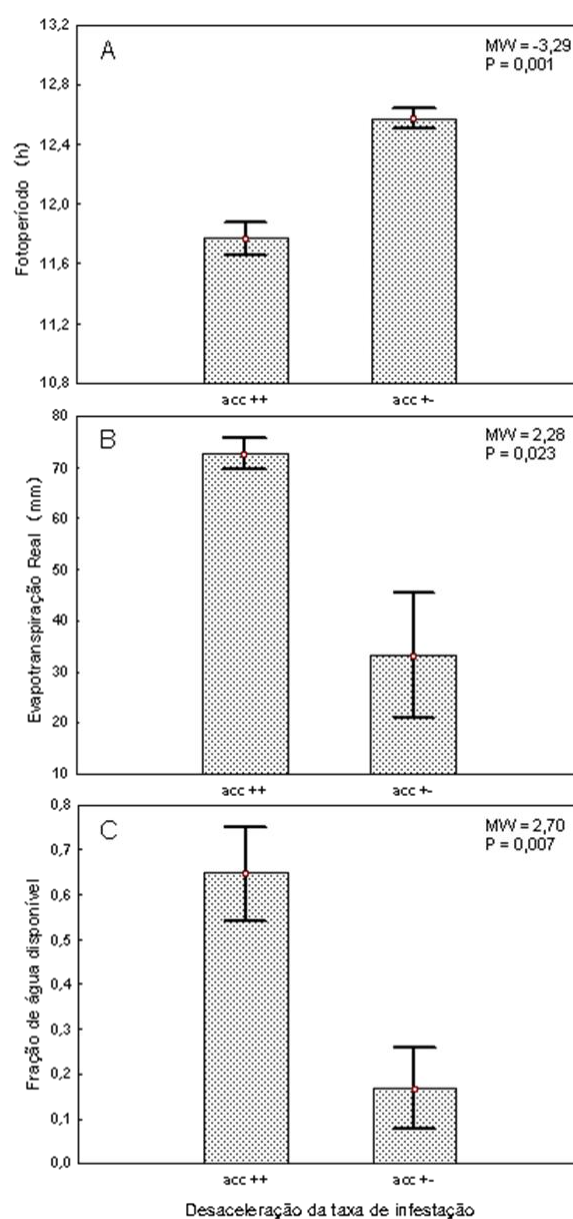 A
MW = -3,29
P = 0,001
Fotoperíodo (h)
13,2
12,8
12,4
12,0
11,6
11,2
10,8
acc ++
acc +-
B
MW = 2,28
P = 0,023
Evapotranspiração Real (mm)
80
70
60
50
40
30
20
10
acc ++
acc +-
C
MW = 2,70
P = 0,007
Fração de água disponível
0,8
0,7
0,6
0,5
0,4
0,3
0,2
0,1
0,0
acc ++
acc +-
Desaceleração da taxa de infestação